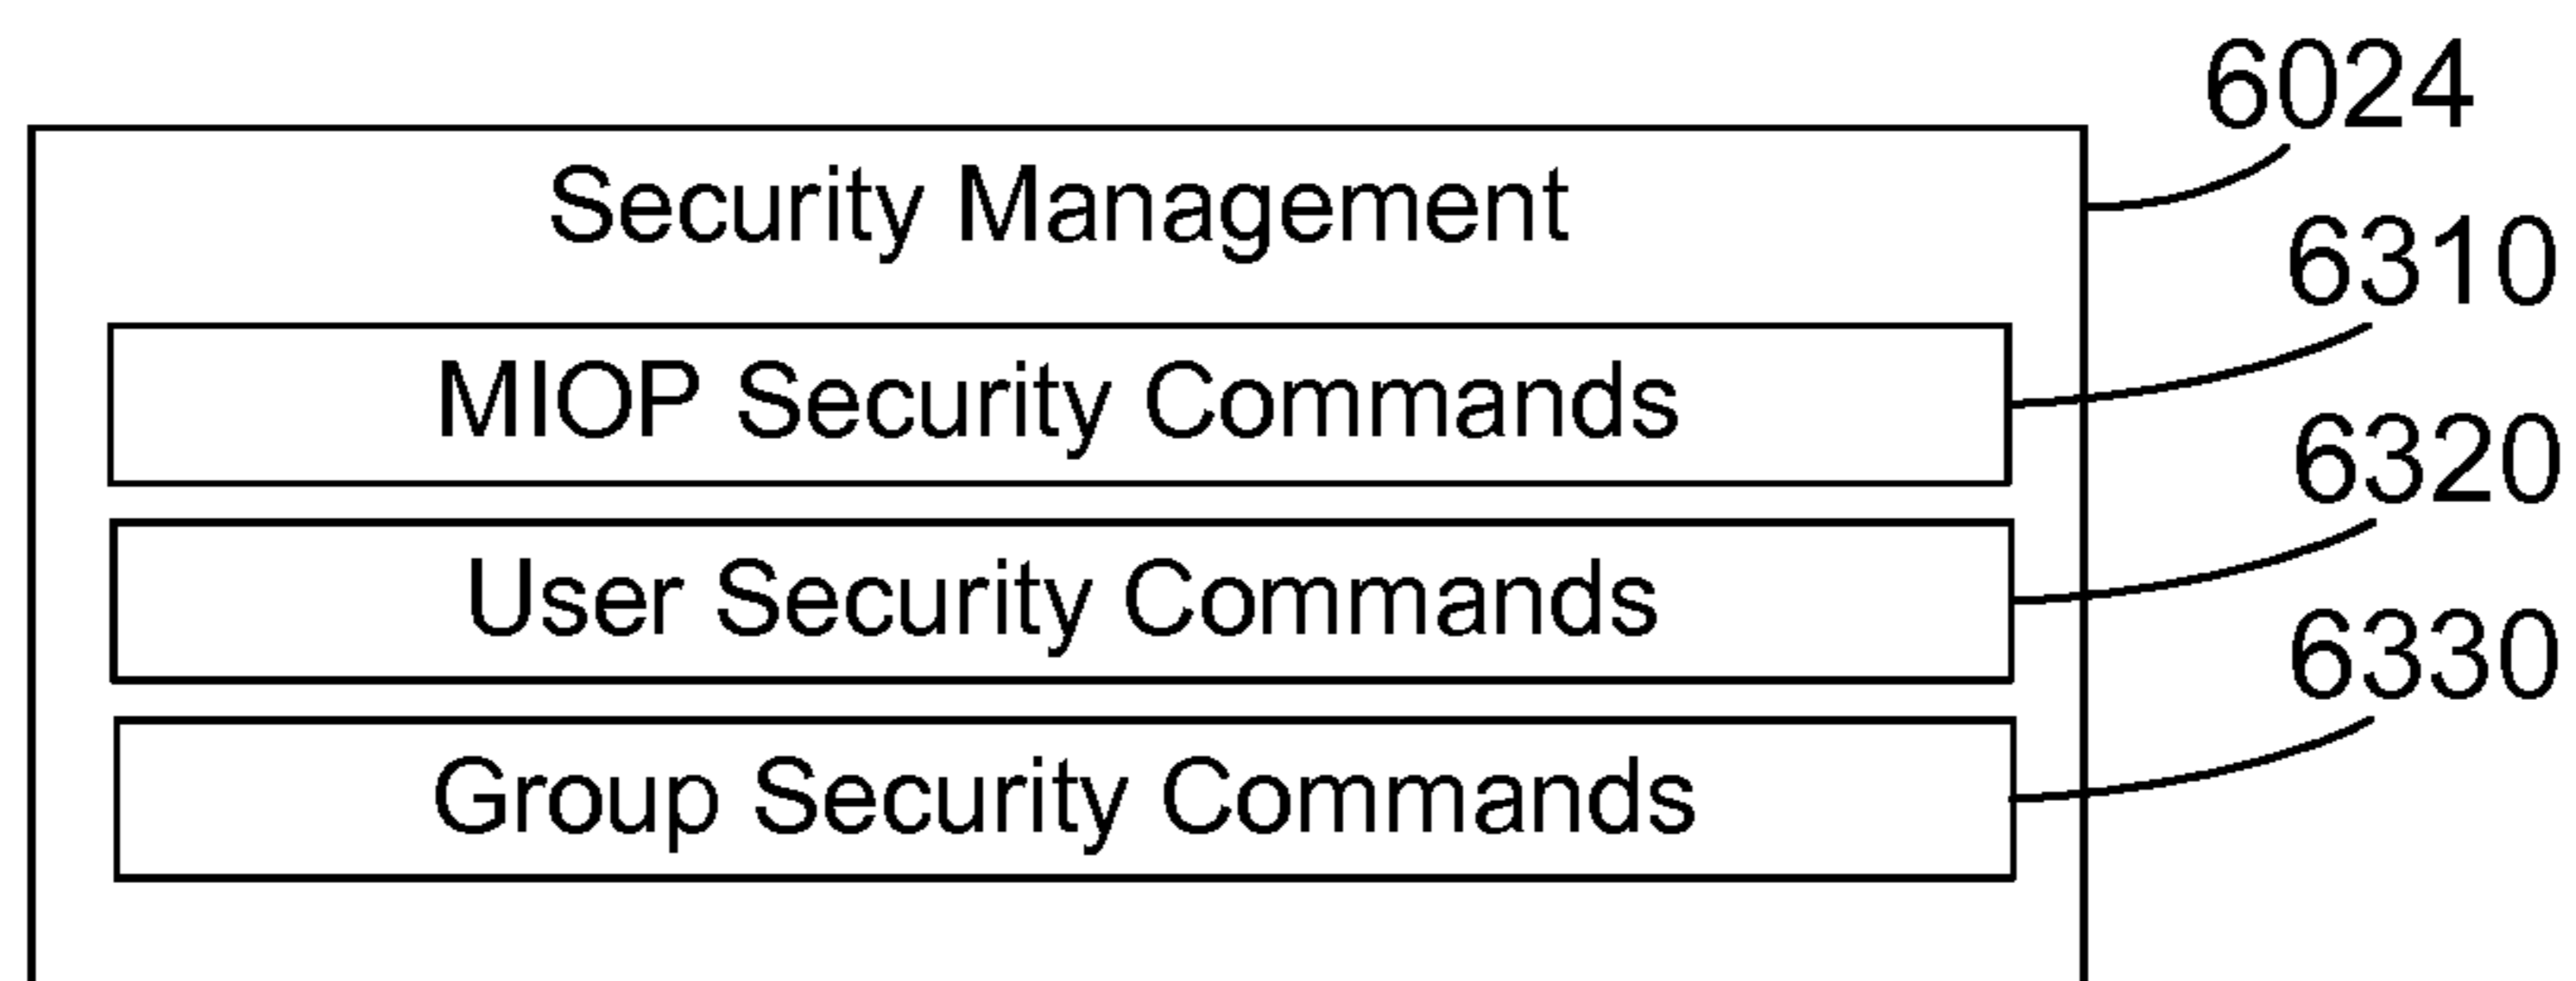 6024
Security Management
6310
MIOP Security Commands
6320
User Security Commands
6330
Group Security Commands